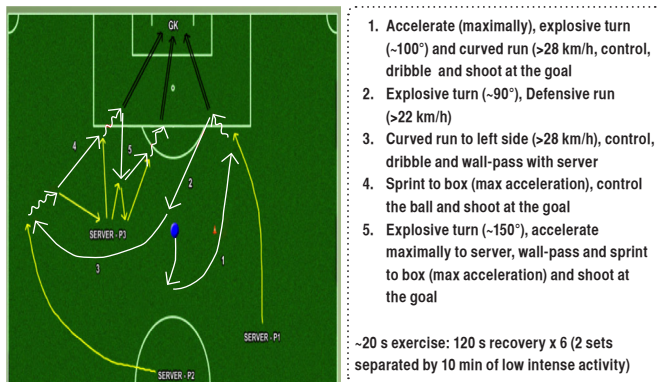 GK
4
5
2
SERVER - P3
3
1
SERVER - P1
SERVER - P2
1. Accelerate (maximally), explosive turn
(~100°) and curved run (>28 km/h, control,
dribble and shoot at the goal
2. Explosive turn (~90°), Defensive run
(>22 km/h)
3. Curved run to left side (>28 km/h), control,
dribble and wall-pass with server
4. Sprint to box (max acceleration), control
the ball and shoot at the goal
5. Explosive turn (~150°), accelerate
maximally to server, wall-pass and sprint
to box (max acceleration) and shoot at
the goal
~20 s exercise: 120 s recovery x 6 (2 sets
separated by 10 min of low intense activity)